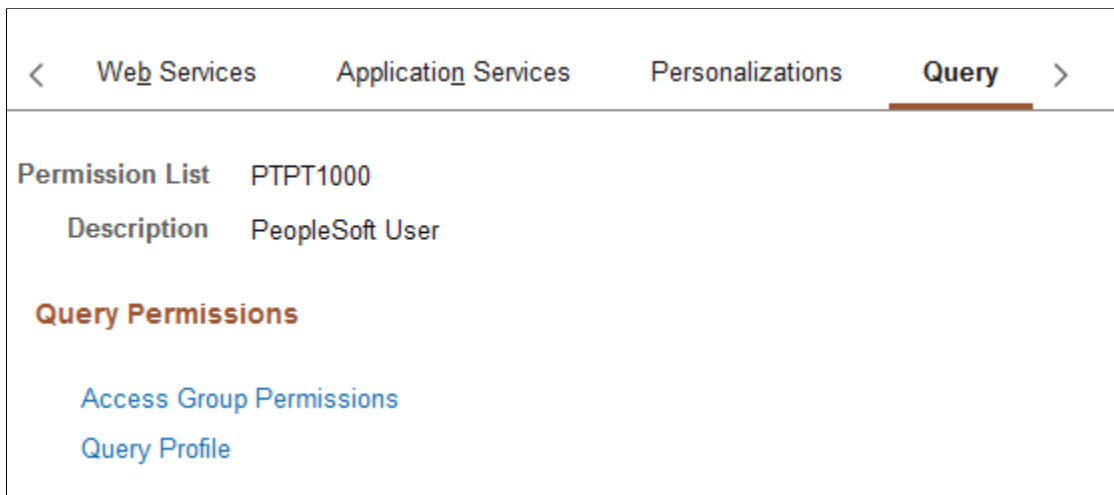 Web Services Application Services Personalizations Query
Permission List PTPT1000
Description PeopleSoft User
Query Permissions
Access Group Permissions
Query Profile